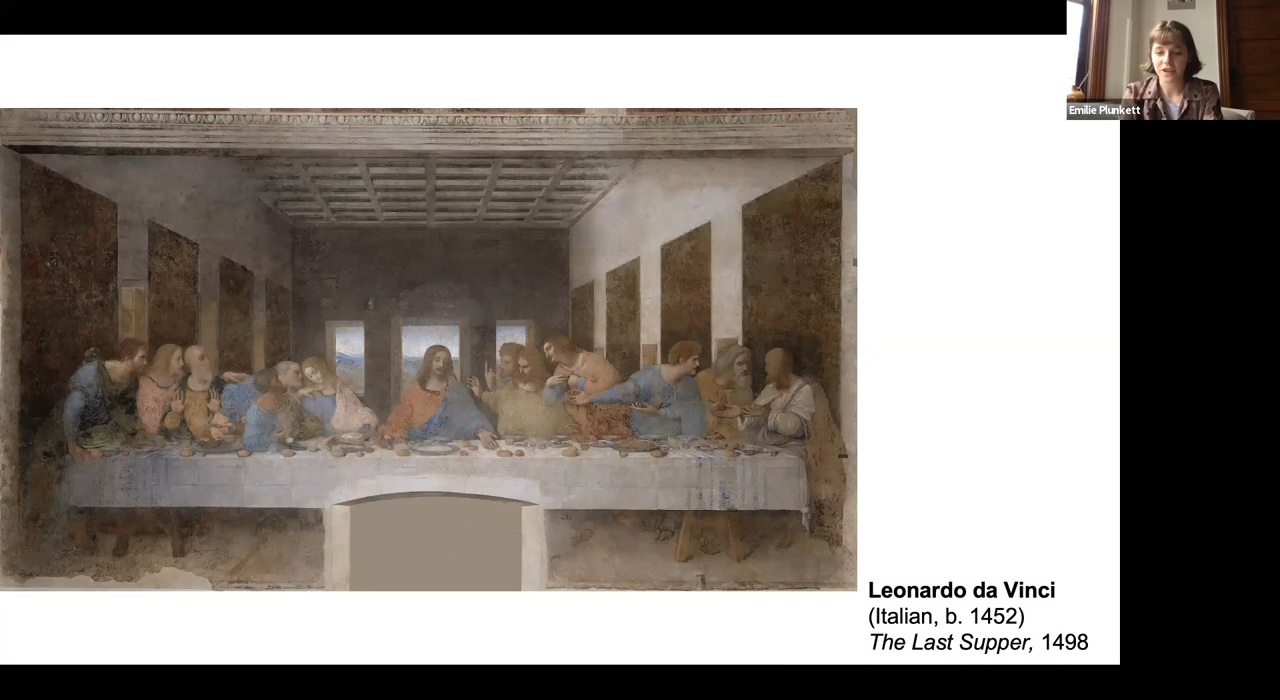 Emilie Plunkett
Leonardo da Vinci
(Italian, b. 1452)
The Last Supper, 1498